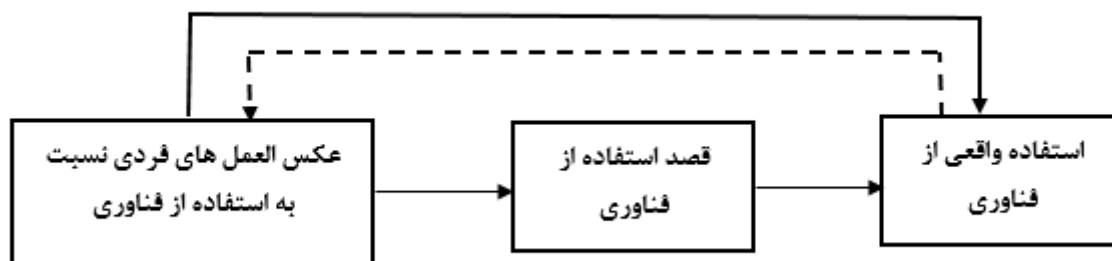 عکس العمل های فردی نسبت
به استفاده از فناوری
قصد استفاده از
فناوری
استفاده واقعی از
فناوری